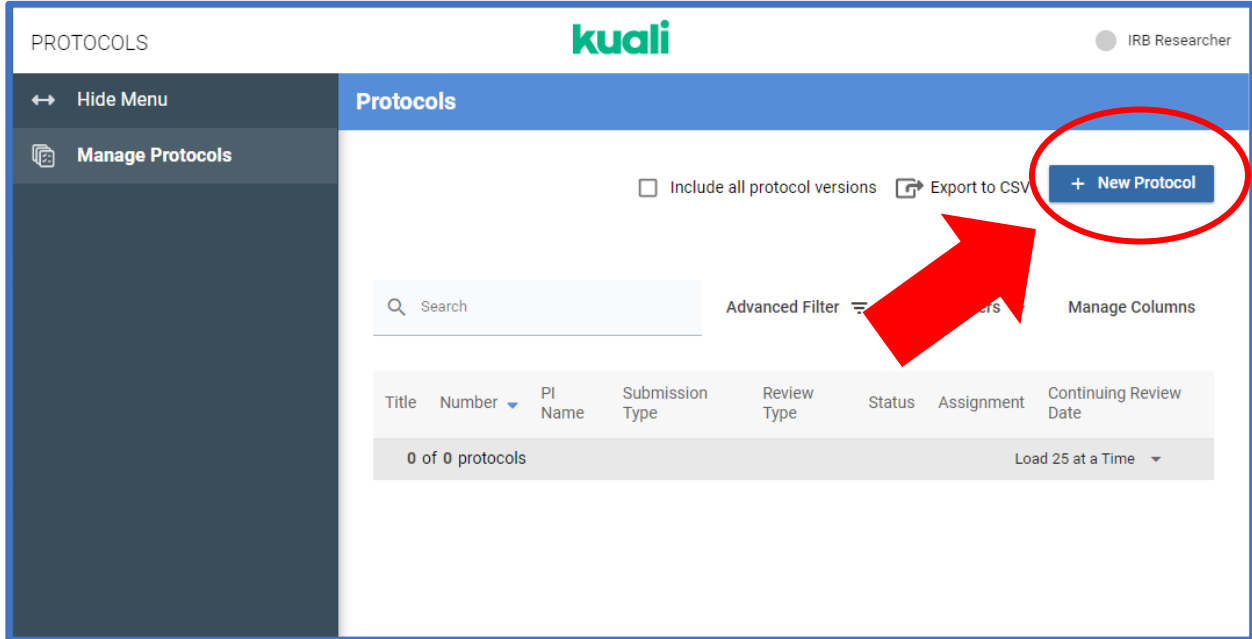 PROTOCOLS
kuali
IRB Researcher
Hide Menu
Protocols
Manage Protocols
Include all protocol versions
Export to CSV
+ New Protocol
Search
Advanced Filter
Manage Columns
Title
Number
PI
Name
Submission
Type
Review
Type
Status
Assignment
Continuing Review
Date
0 of 0 protocols
Load 25 at a Time